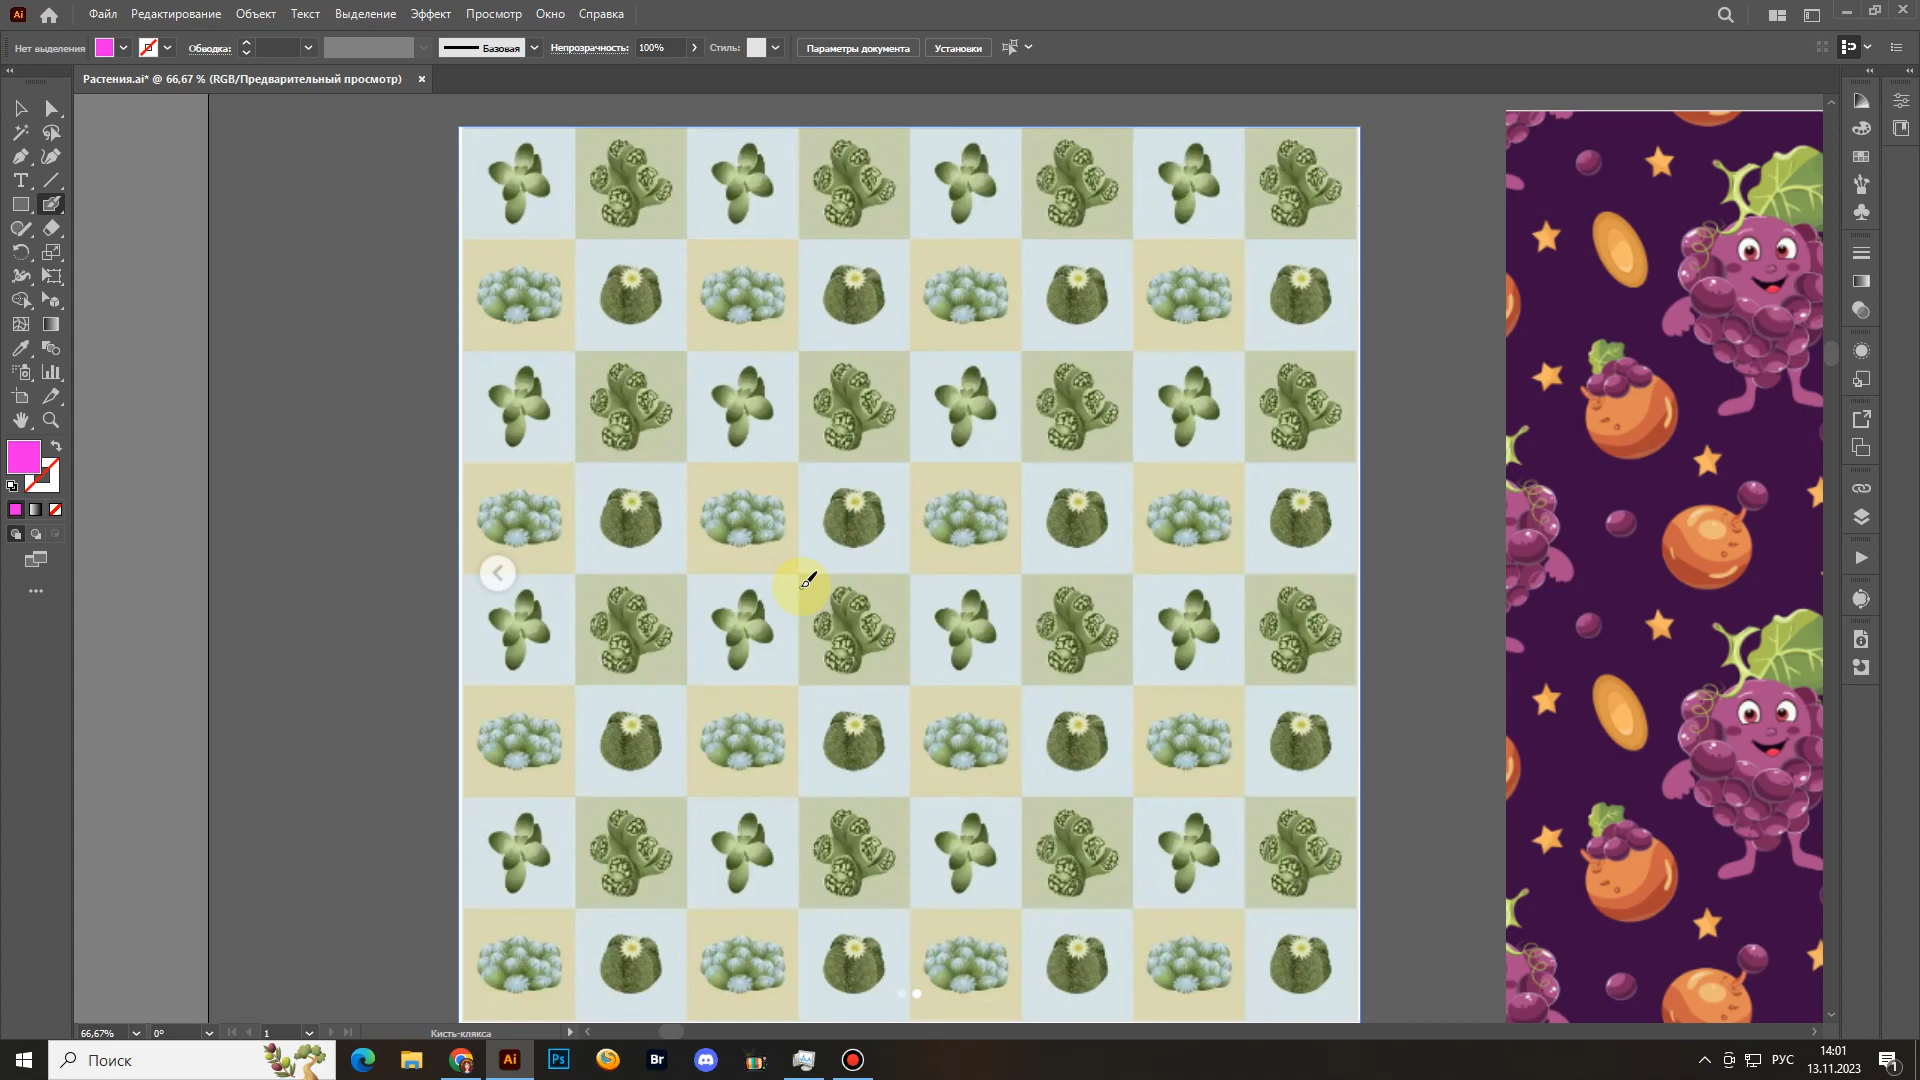 Ai Файл Редактирование Объект Текст Выделение Эффект Просмотр Окно Справка
Нет выделения Обводка: Базовая Непрозрачность: 100% Стиль: Параметры документа Установки
Растения.ai* @ 66,67 % (RGB/Предварительный просмотр)
T
66,67% 0° 1 Кисть-клякса
Поиск Ai Ps Br РУС 14:01
13.11.2023 1